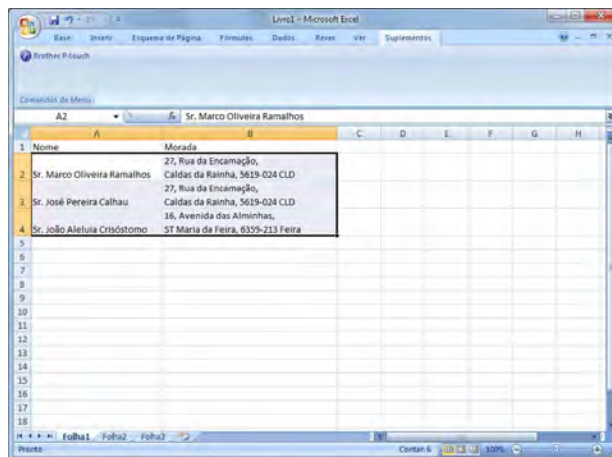 Livro1 - Microsoft Excel
Base Inserir Esquema de Página Fórmulas Dados Rever Ver Suplementos
Brother P-touch
Comandos de Menu
A2 fx Sr. Marco Oliveira Ramalhos
A B C D E F G H
1 Nome Morada
27, Rua da Encamação,
2 Sr. Marco Oliveira Ramalhos Caldas da Rainha, 5619-024 CLD
27, Rua da Encamação,
3 Sr. José Pereira Calhau Caldas da Rainha, 5619-024 CLD
16, Avenida das Alminhas,
4 Sr. João Aleluia Crisóstomo ST Maria da Feira, 6359-213 Feira
5
6
7
8
9
10
11
12
13
14
15
16
17
18
Folha1 Folha2 Folha3
Pronto Contar: 6 100%